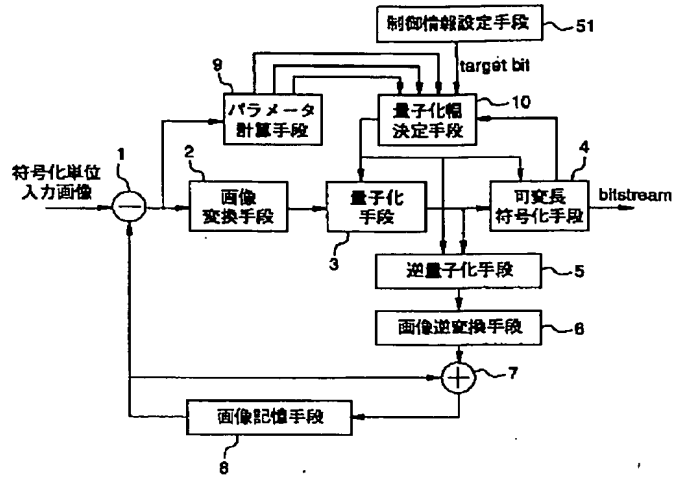 制御情報設定手段
51
target bit
9
パラメータ
計算手段
量子化幅
決定手段
10
符号化単位
入力画像
1
2
画像
変換手段
量子化
手段
3
4
可変長
符号化手段
bitstream
逆量子化手段
5
画像逆変換手段
6
7
画像記憶手段
8